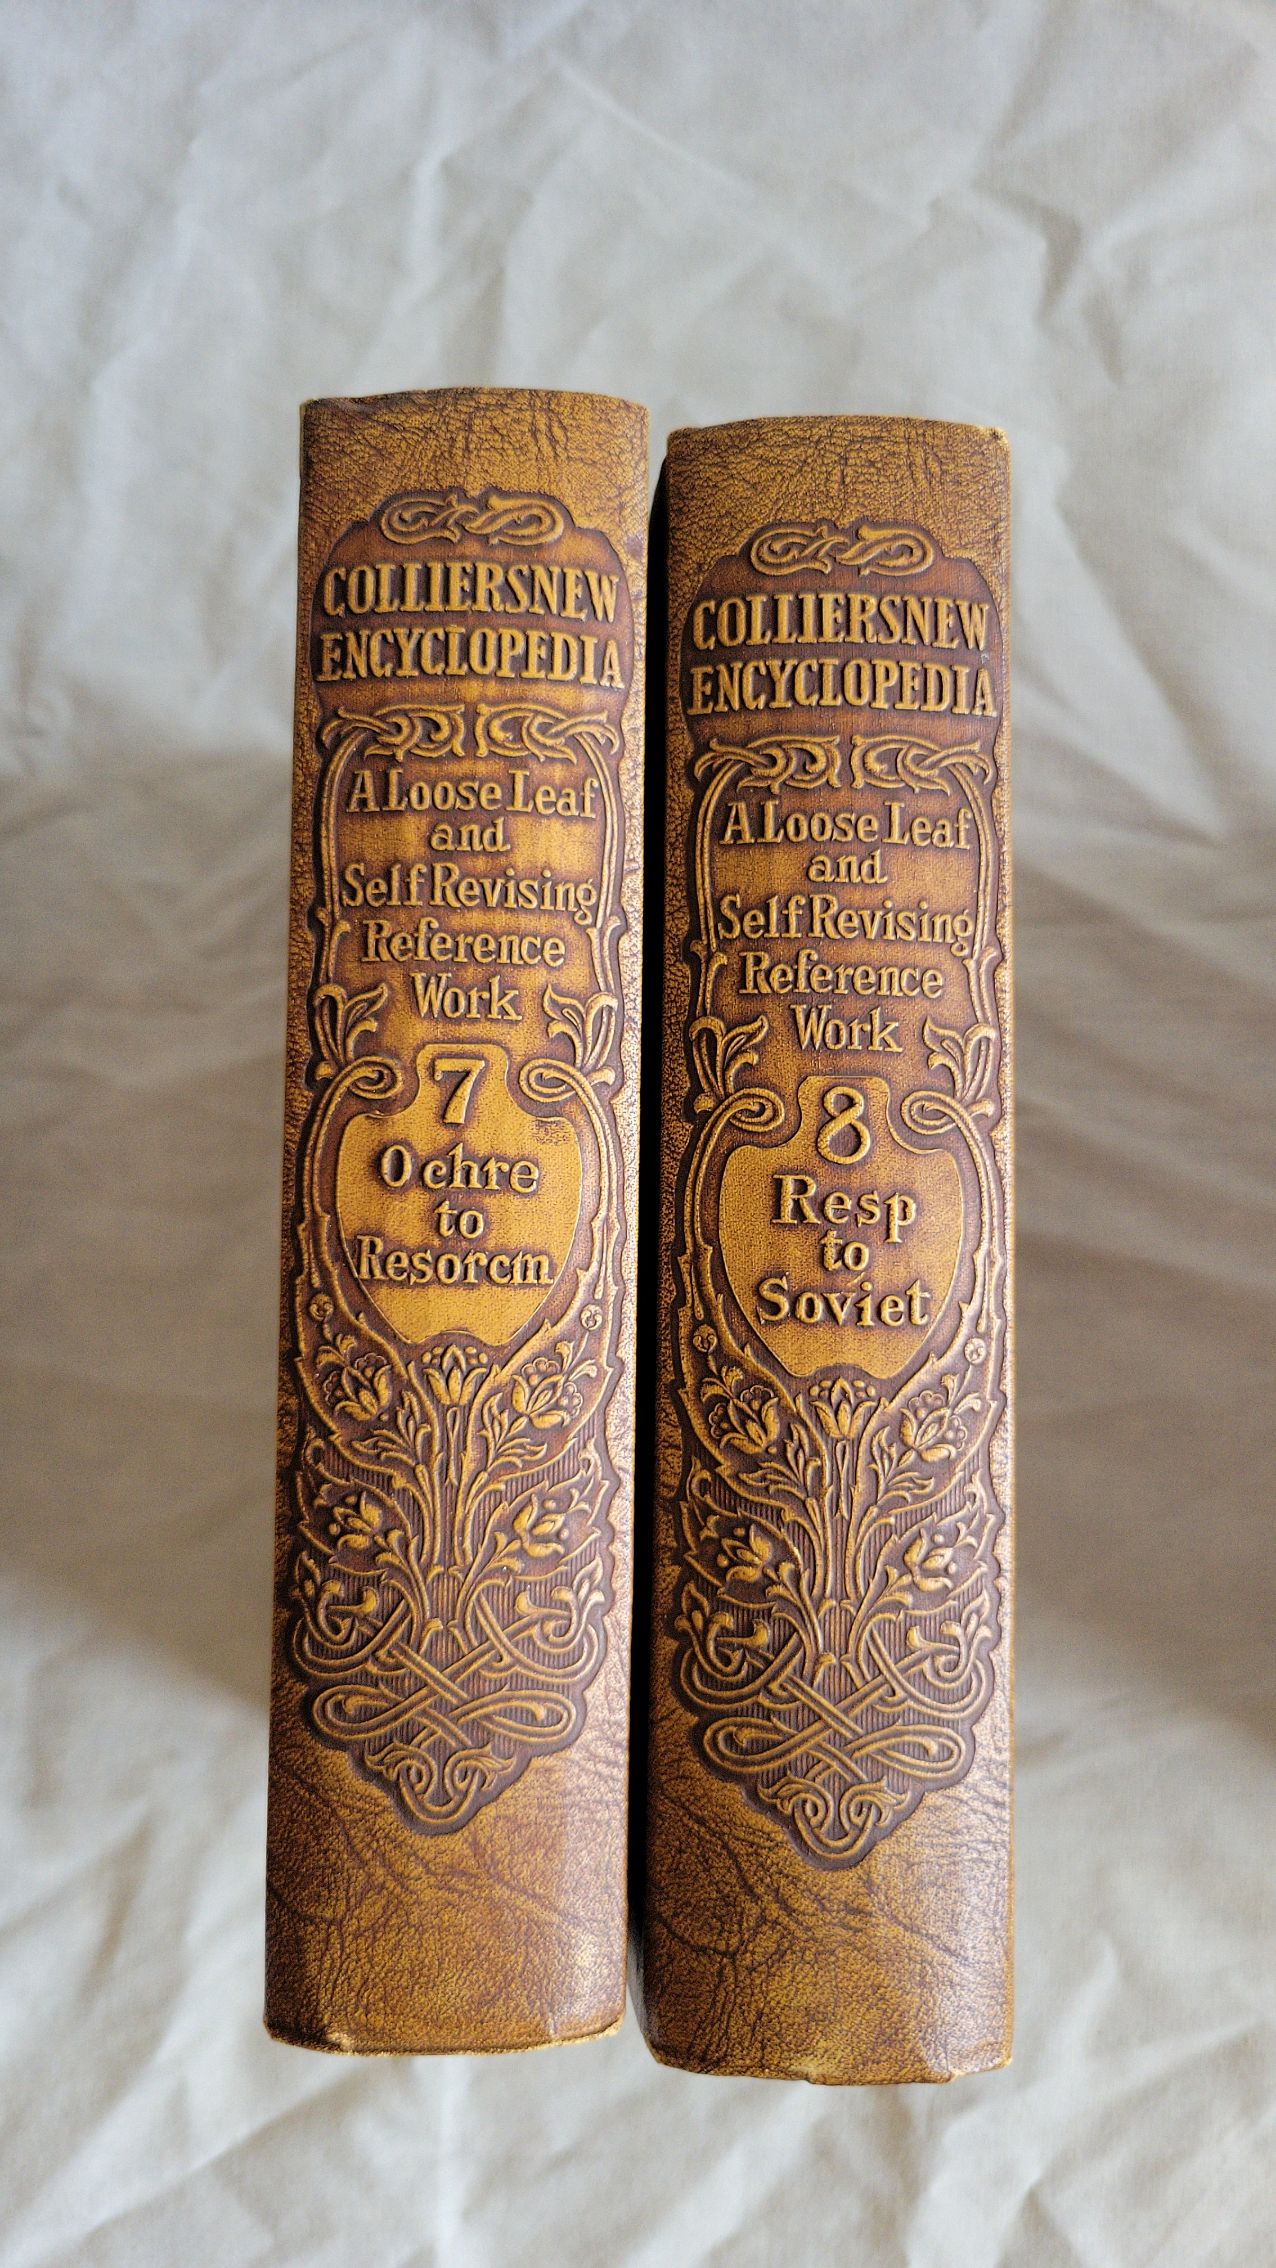 COLLIERSNEW
ENCYCLOPEDIA
A Loose Leaf
and
Self Revising
Reference
Work
7
Ochre
to
Resorcin
COLLIERSNEW
ENCYCLOPEDIA
A Loose Leaf
and
Self Revising
Reference
Work
8
Resp
to
Soviet